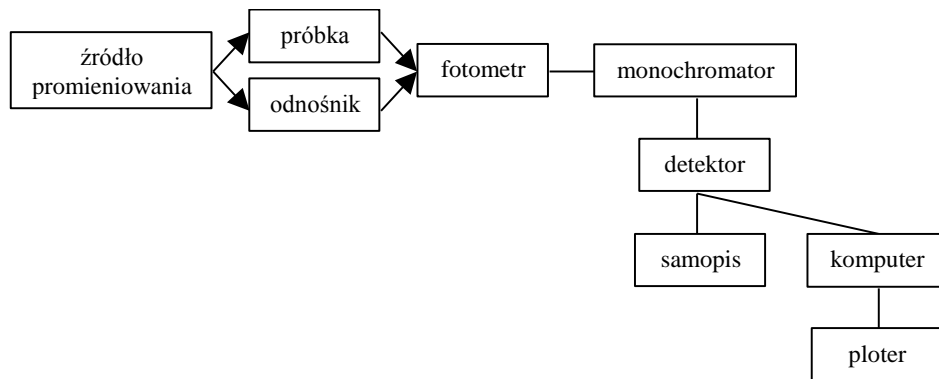 źródło
promieniowania
próbka
odnośnik
fotometr
monochromator
detektor
samopis
komputer
ploter